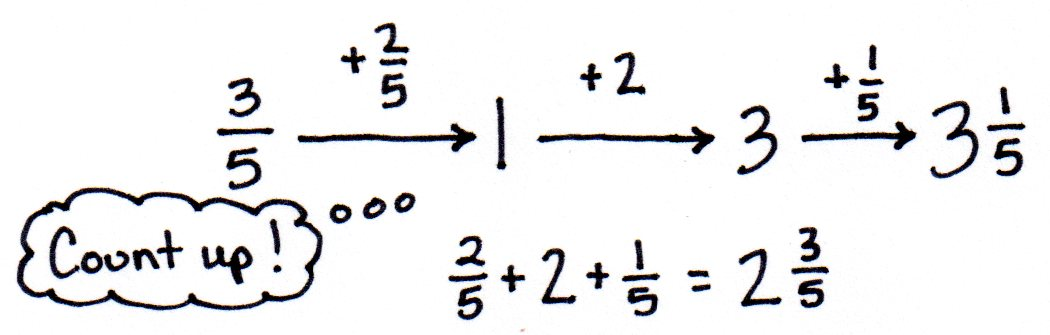 +2/5 +2 +1/5
3/5 → 1 → 3 → 3 1/5
Count up!
2/5 + 2 + 1/5 = 2 3/5